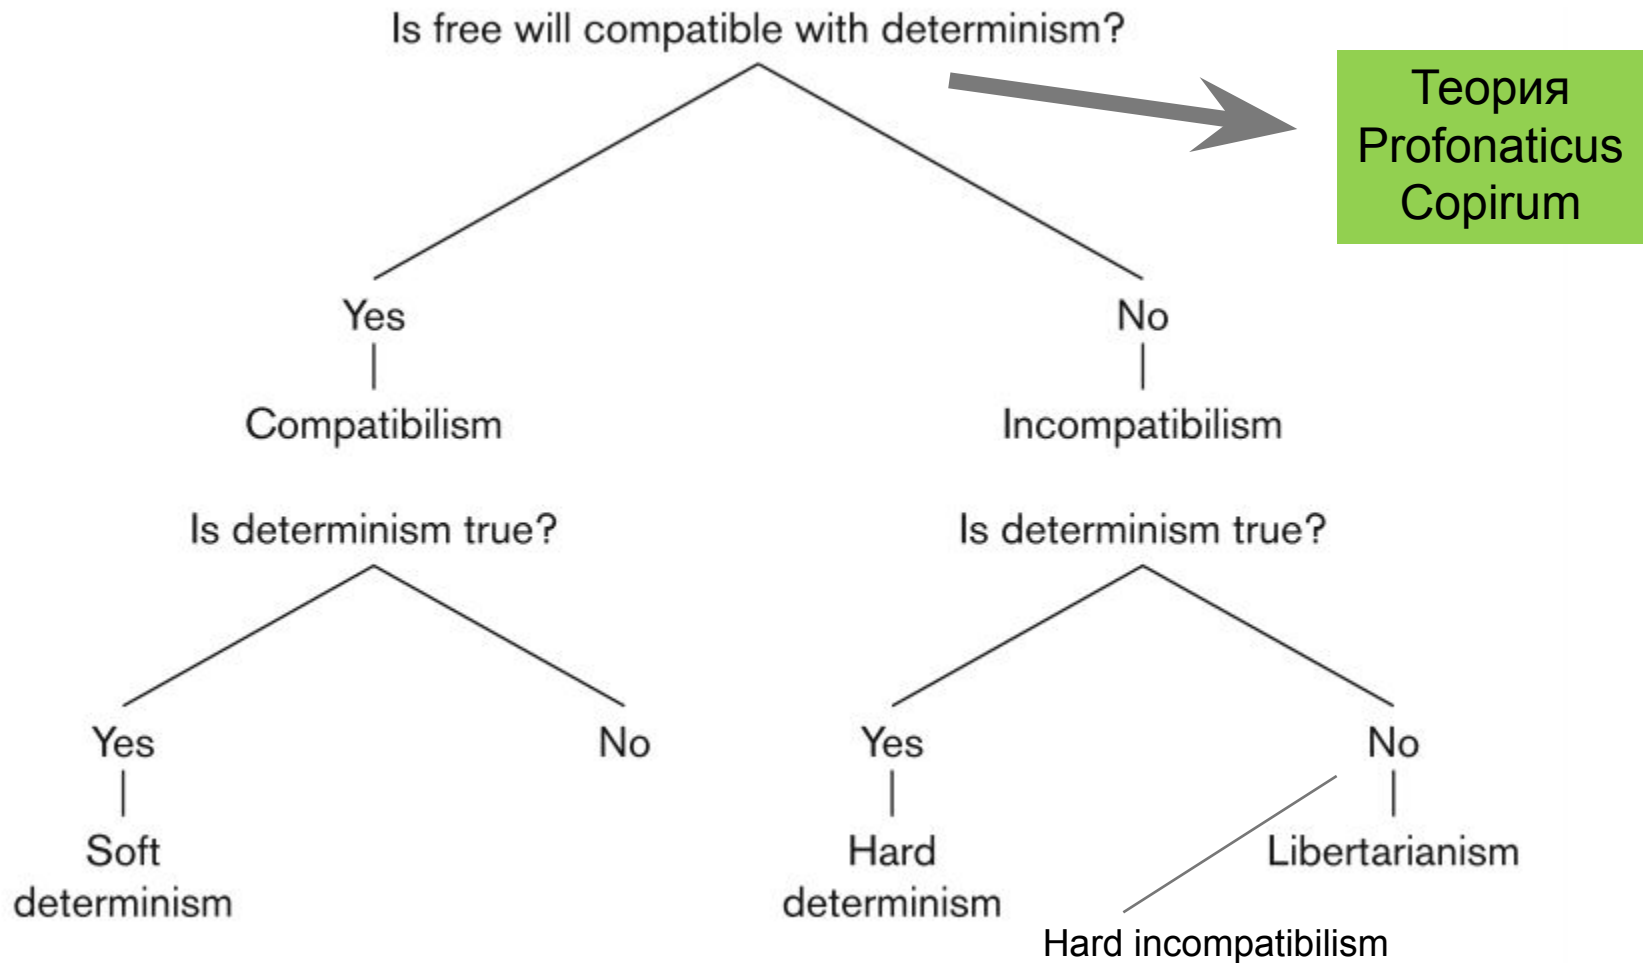 Is free will compatible with determinism?
Теория
Profonaticus
Copirum
Yes
No
Compatibilism
Incompatibilism
Is determinism true?
Is determinism true?
Yes
No
Yes
No
Soft
determinism
Hard
determinism
Libertarianism
Hard incompatibilism